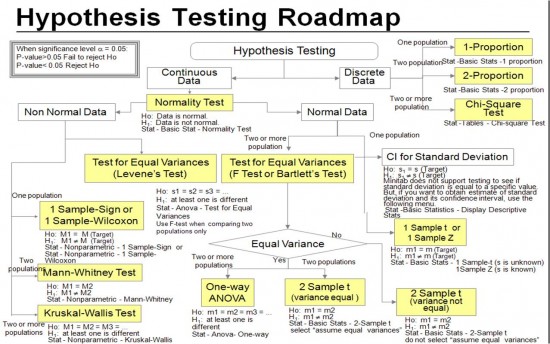 Hypothesis Testing Roadmap
When significance level α = 0.05:
P-value>0.05 Fail to reject Ho
P-value< 0.05 Reject Ho
Hypothesis Testing
Continuous
Data
Discrete
Data
One population
Two populations
Two or more
populations
1-Proportion
Stat -Basic Stats -1 proportion
2-Proportion
Stat -Basic Stats -2 proportion
Chi-Square
Test
Stat -Tables - Chi-square Test
Non Normal Data
Normality Test
Ho: Data is normal.
H1: Data is not normal.
Stat - Basic Stat - Normality Test
Normal Data
Two or more
populations
One population
Test for Equal Variances
(Levene's Test)
Ho: s1 = s2 = s3 = ...
H1: at least one is different
Stat - Anova - Test for Equal
Variances
Use F-test when comparing two
populations only
Test for Equal Variances
(F Test or Bartlett's Test)
CI for Standard Deviation
Ho: s1 = s (Target)
H1: s1 ≠ s (Target)
Minitab does not support testing to see if
standard deviation is equal to a specific value.
But, if you want to obtain estimate of standard
deviation and its confidence interval, use the
following menu.
Stat -Basic Statistics - Display Descriptive
Stats
One population
1 Sample-Sign or
1 Sample-Wilcoxon
Ho: M1 = M (Target)
H1: M1 ≠ M (Target)
Stat - Nonparametric - 1 Sample-Sign or
Stat - Nonparametric - 1 Sample-
Wilcoxon
Two populations
Mann-Whitney Test
Ho: M1 = M2
H1: M1 ≠ M2
Stat - Nonparametric - Mann-Whitney
Kruskal-Wallis Test
Two or more populations
Ho: M1 = M2 = M3 = ...
H1: at least one is different
Stat - Nonparametric - Kruskal-Wallis
Equal Variance
No
Yes
Two or more
populations
Two populations
1 Sample t or
1 Sample Z
Ho: m1 = m (Target)
H1: m1 ≠ m (Target)
Stat - Basic Stats - 1 Sample-t (s is unknown)
1Sample Z (s is known)
Two populations
One-way
ANOVA
Ho: m1 = m2 = m3 = ...
H1: at least one is
different
Stat - Anova- One-way
2 Sample t
(variance equal )
Ho: m1 = m2
H1: m1 ≠ m2
Stat - Basic Stats - 2-Sample t
select “assume equal variances”
2 Sample t
(variance not
equal)
Ho: m1 = m2
H1: m1 ≠ m2
Stat - Basic Stats - 2-Sample t
do not select “assume equal variances”